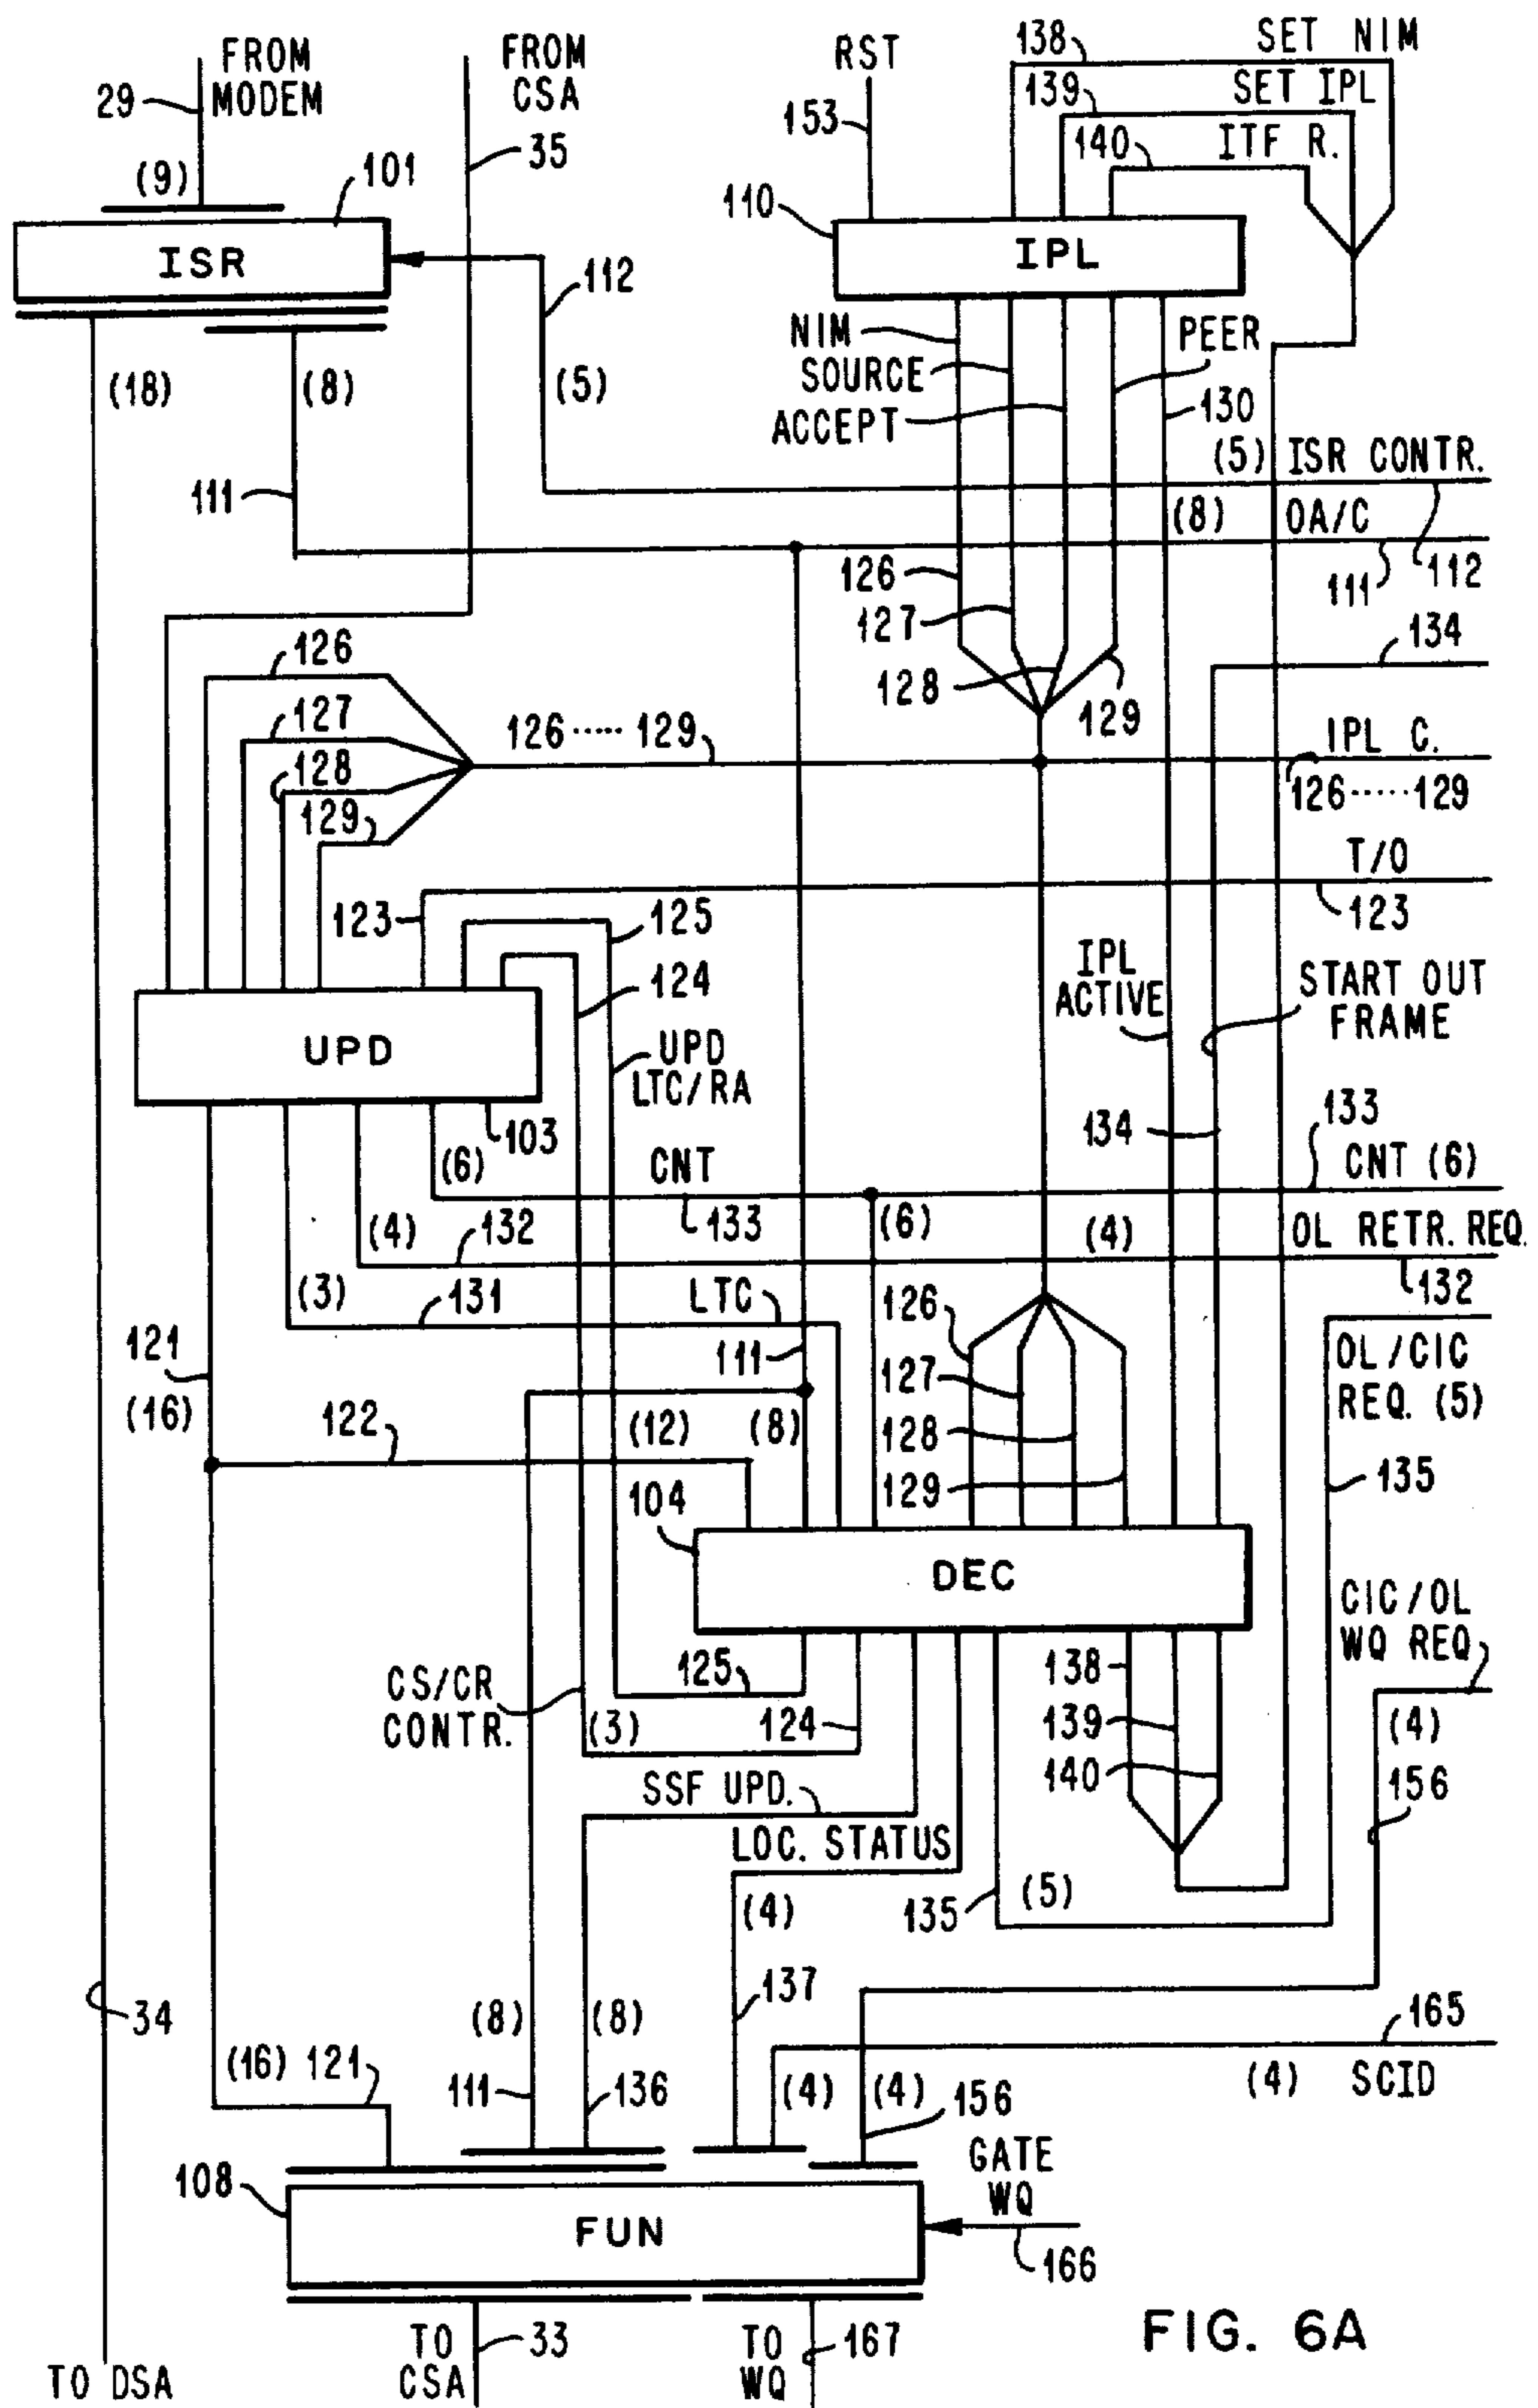 FROM
MODEM
29
(9)
FROM
CSA
35
RST
153
138
SET NIM
139
SET IPL
140
ITF R.
101
ISR
110
IPL
112
(5)
(18)
(8)
111
NIM
SOURCE
ACCEPT
PEER
130
(5) ISR CONTR.
(8) OA/C
111
112
126
127
128
129
134
126
127
128
129
126 ····· 129
IPL C.
126 ····· 129
T/O
123
123
125
124
IPL
ACTIVE
START OUT
FRAME
UPD
UPD
LTC/RA
103
134
133
CNT (6)
(6)
CNT
133
(6)
(4)
132
(4)
OL RETR. REQ.
132
(3)
131
LTC
111
121
(16)
122
(12)
(8)
126
127
128
129
OL/CIC
REQ. (5)
135
104
DEC
CIC/OL
WQ REQ
(4)
156
CS/CR
CONTR.
125
(3)
124
138
139
140
SSF UPD.
LOC. STATUS
(4)
135
(5)
137
(8)
(8)
165
(16) 121
111
136
(4)
(4)
156
(4) SCID
108
FUN
GATE
WQ
166
TO DSA
34
TO
CSA
33
TO
WQ
167
FIG. 6A